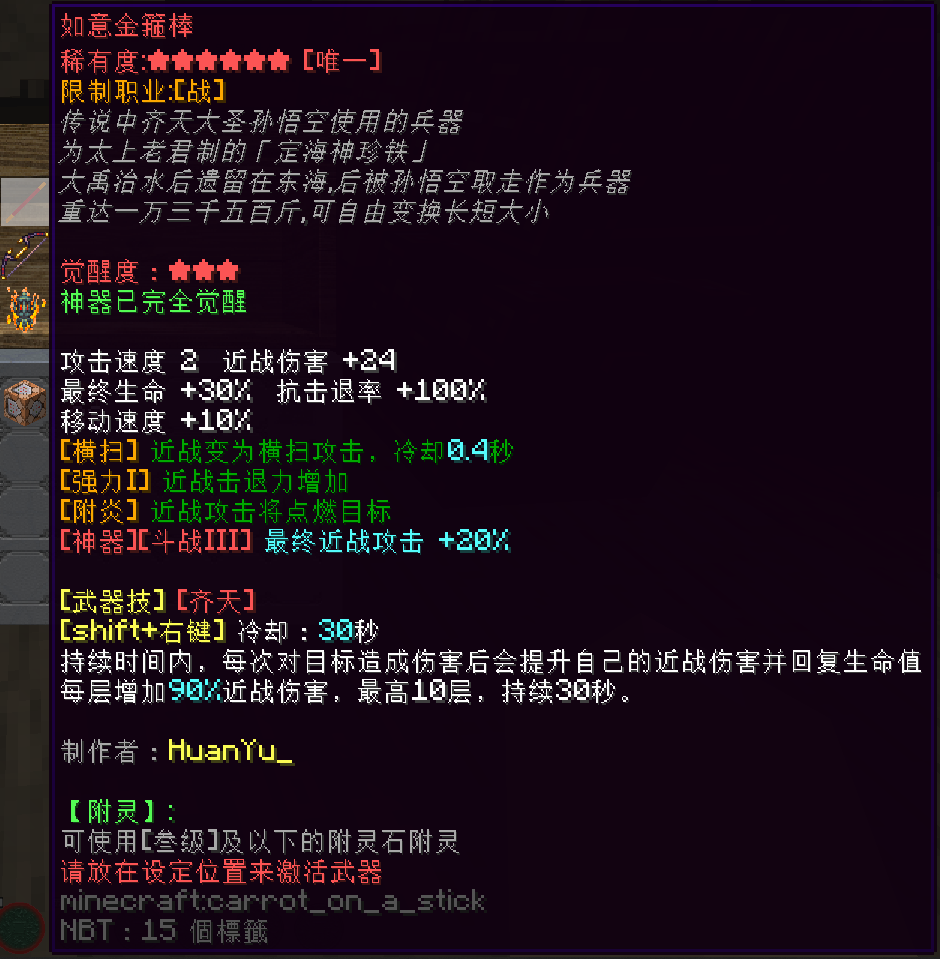 如意金箍棒
稀有度:★★★★★★ [唯一]
限制职业:[战]
传说中齐天大圣孙悟空使用的兵器
为太上老君制的「定海神珍铁」
大禹治水后遗留在东海,后被孙悟空取走作为兵器
重达一万三千五百斤,可自由变换长短大小
觉醒度：★★★
神器已完全觉醒
攻击速度 2 近战伤害 +24
最终生命 +30% 抗击退率 +100%
移动速度 +10%
[横扫] 近战变为横扫攻击，冷却0.4秒
[强力I] 近战击退力增加
[附炎] 近战攻击将点燃目标
[神器][斗战III] 最终近战攻击 +20%
[武器技] [齐天]
[shift+右键] 冷却：30秒
持续时间内，每次对目标造成伤害后会提升自己的近战伤害并回复生命值
每层增加90%近战伤害，最高10层，持续30秒。
制作者：HuanYu_
【附灵】：
可使用[叁级]及以下的附灵石附灵
请放在设定位置来激活武器
minecraft:carrot_on_a_stick
NBT：15 個標籤